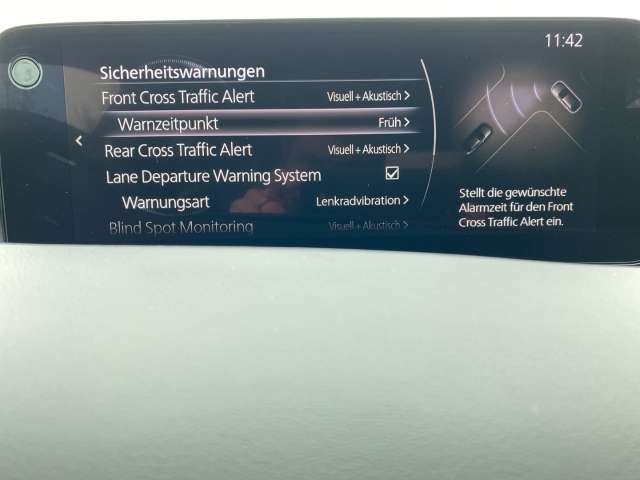 11:42
Sicherheitswarnungen
Front Cross Traffic Alert Visuell + Akustisch >
Warnzeitpunkt Früh >
Rear Cross Traffic Alert Visuell + Akustisch >
Lane Departure Warning System
Warnungsart Lenkradvibration >
Blind Spot Monitoring Visuell + Akustisch >
Stellt die gewünschte
Alarmzeit für den Front
Cross Traffic Alert ein.